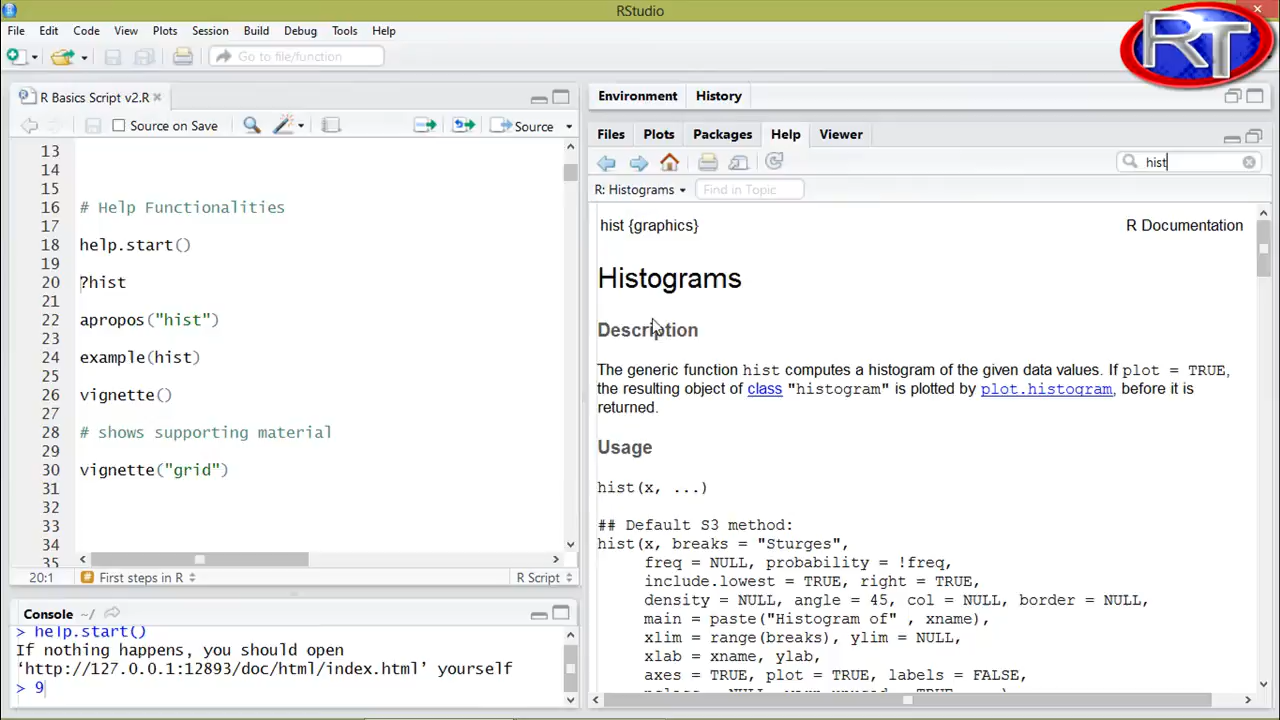 RStudio
File Edit Code View Plots Session Build Debug Tools Help
RT
Go to file/function
R Basics Script v2.R
Source on Save
Source
13
14
15
16 # Help Functionalities
17
18 help.start()
19
20 ?hist
21
22 apropos("hist")
23
24 example(hist)
25
26 vignette()
27
28 # shows supporting material
29
30 vignette("grid")
31
32
33
34
35
20:1 First steps in R R Script
Console ~/
> help.start()
If nothing happens, you should open
‘http://127.0.0.1:12893/doc/html/index.html’ yourself
> 9
Environment History
Files Plots Packages Help Viewer
hist
R: Histograms Find in Topic
hist {graphics} R Documentation
Histograms
Description
The generic function hist computes a histogram of the given data values. If plot = TRUE,
the resulting object of class "histogram" is plotted by plot.histogram, before it is
returned.
Usage
hist(x, ...)
## Default S3 method:
hist(x, breaks = "Sturges",
freq = NULL, probability = !freq,
include.lowest = TRUE, right = TRUE,
density = NULL, angle = 45, col = NULL, border = NULL,
main = paste("Histogram of" , xname),
xlim = range(breaks), ylim = NULL,
xlab = xname, ylab,
axes = TRUE, plot = TRUE, labels = FALSE,